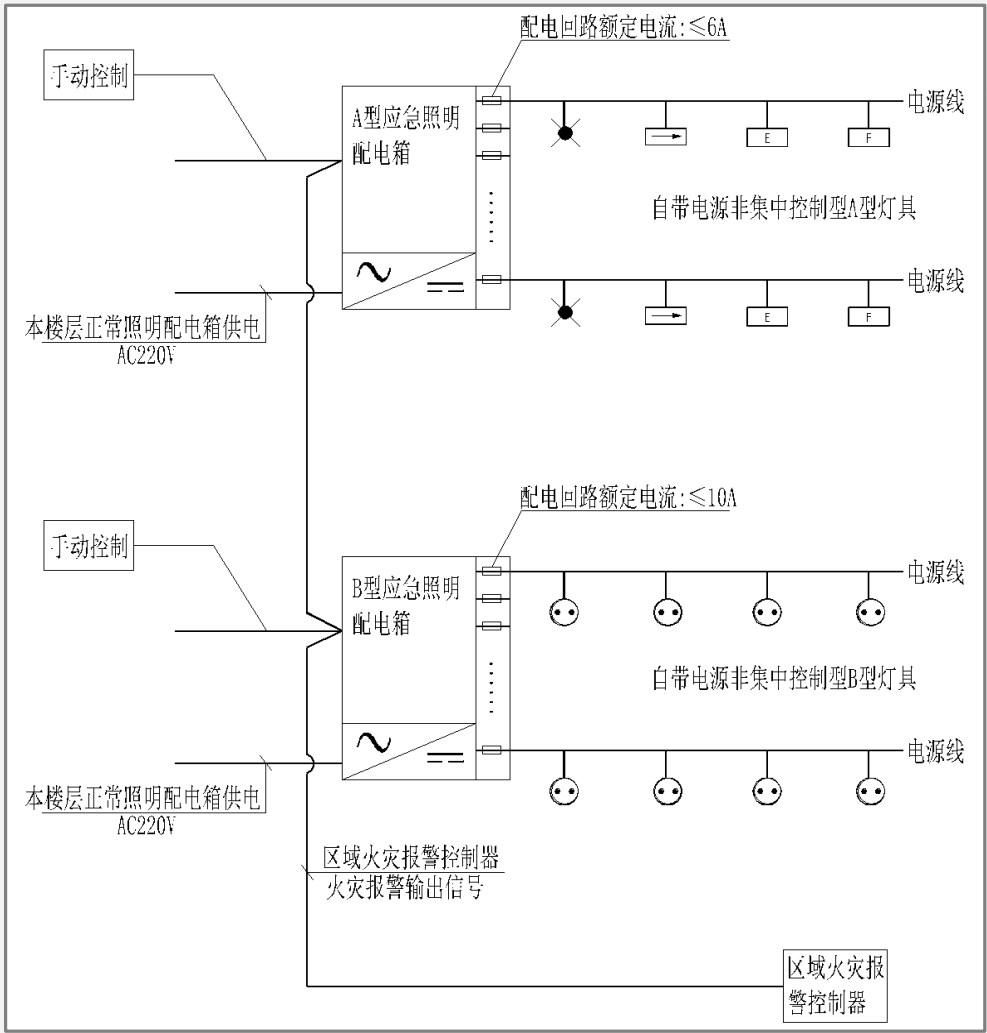 配电回路额定电流:≤6A
手动控制
A型应急照明
配电箱
电源线
E
F
自带电源非集中控制型A型灯具
电源线
E
F
本楼层正常照明配电箱供电
AC220V
配电回路额定电流:≤10A
手动控制
B型应急照明
配电箱
电源线
自带电源非集中控制型B型灯具
电源线
本楼层正常照明配电箱供电
AC220V
区域火灾报警控制器
火灾报警输出信号
区域火灾报
警控制器